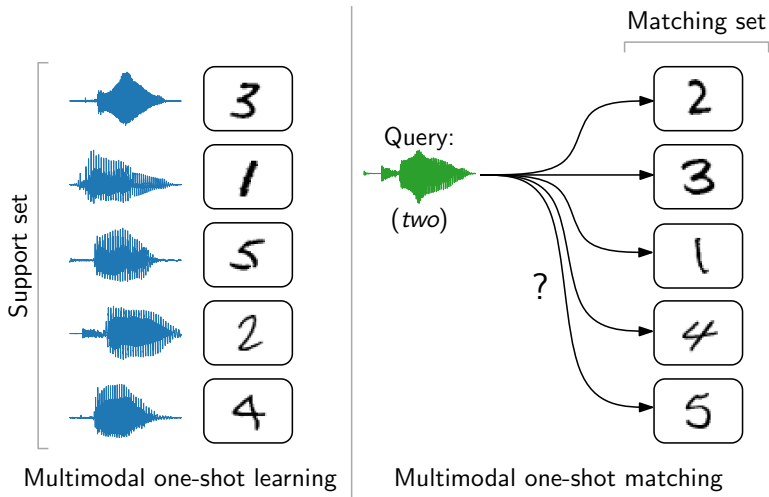 Support set
3
1
5
2
4
Multimodal one-shot learning
Matching set
Query:
(two)
?
2
3
1
4
5
Multimodal one-shot matching